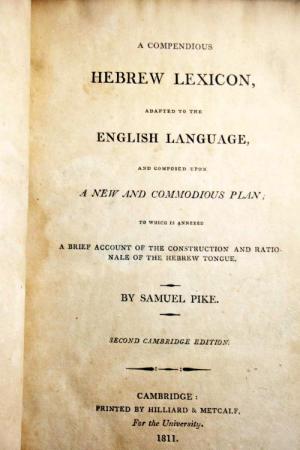 A COMPENDIOUS
HEBREW LEXICON,
ADAPTED TO THE
ENGLISH LANGUAGE,
AND COMPOSED UPON
A NEW AND COMMODIOUS PLAN;
TO WHICH IS ANNEXED
A BRIEF ACCOUNT OF THE CONSTRUCTION AND RATIO-
NALE OF THE HEBREW TONGUE.
BY SAMUEL PIKE.
SECOND CAMBRIDGE EDITION.
CAMBRIDGE:
PRINTED BY HILLIARD & METCALF,
For the University.
1811.